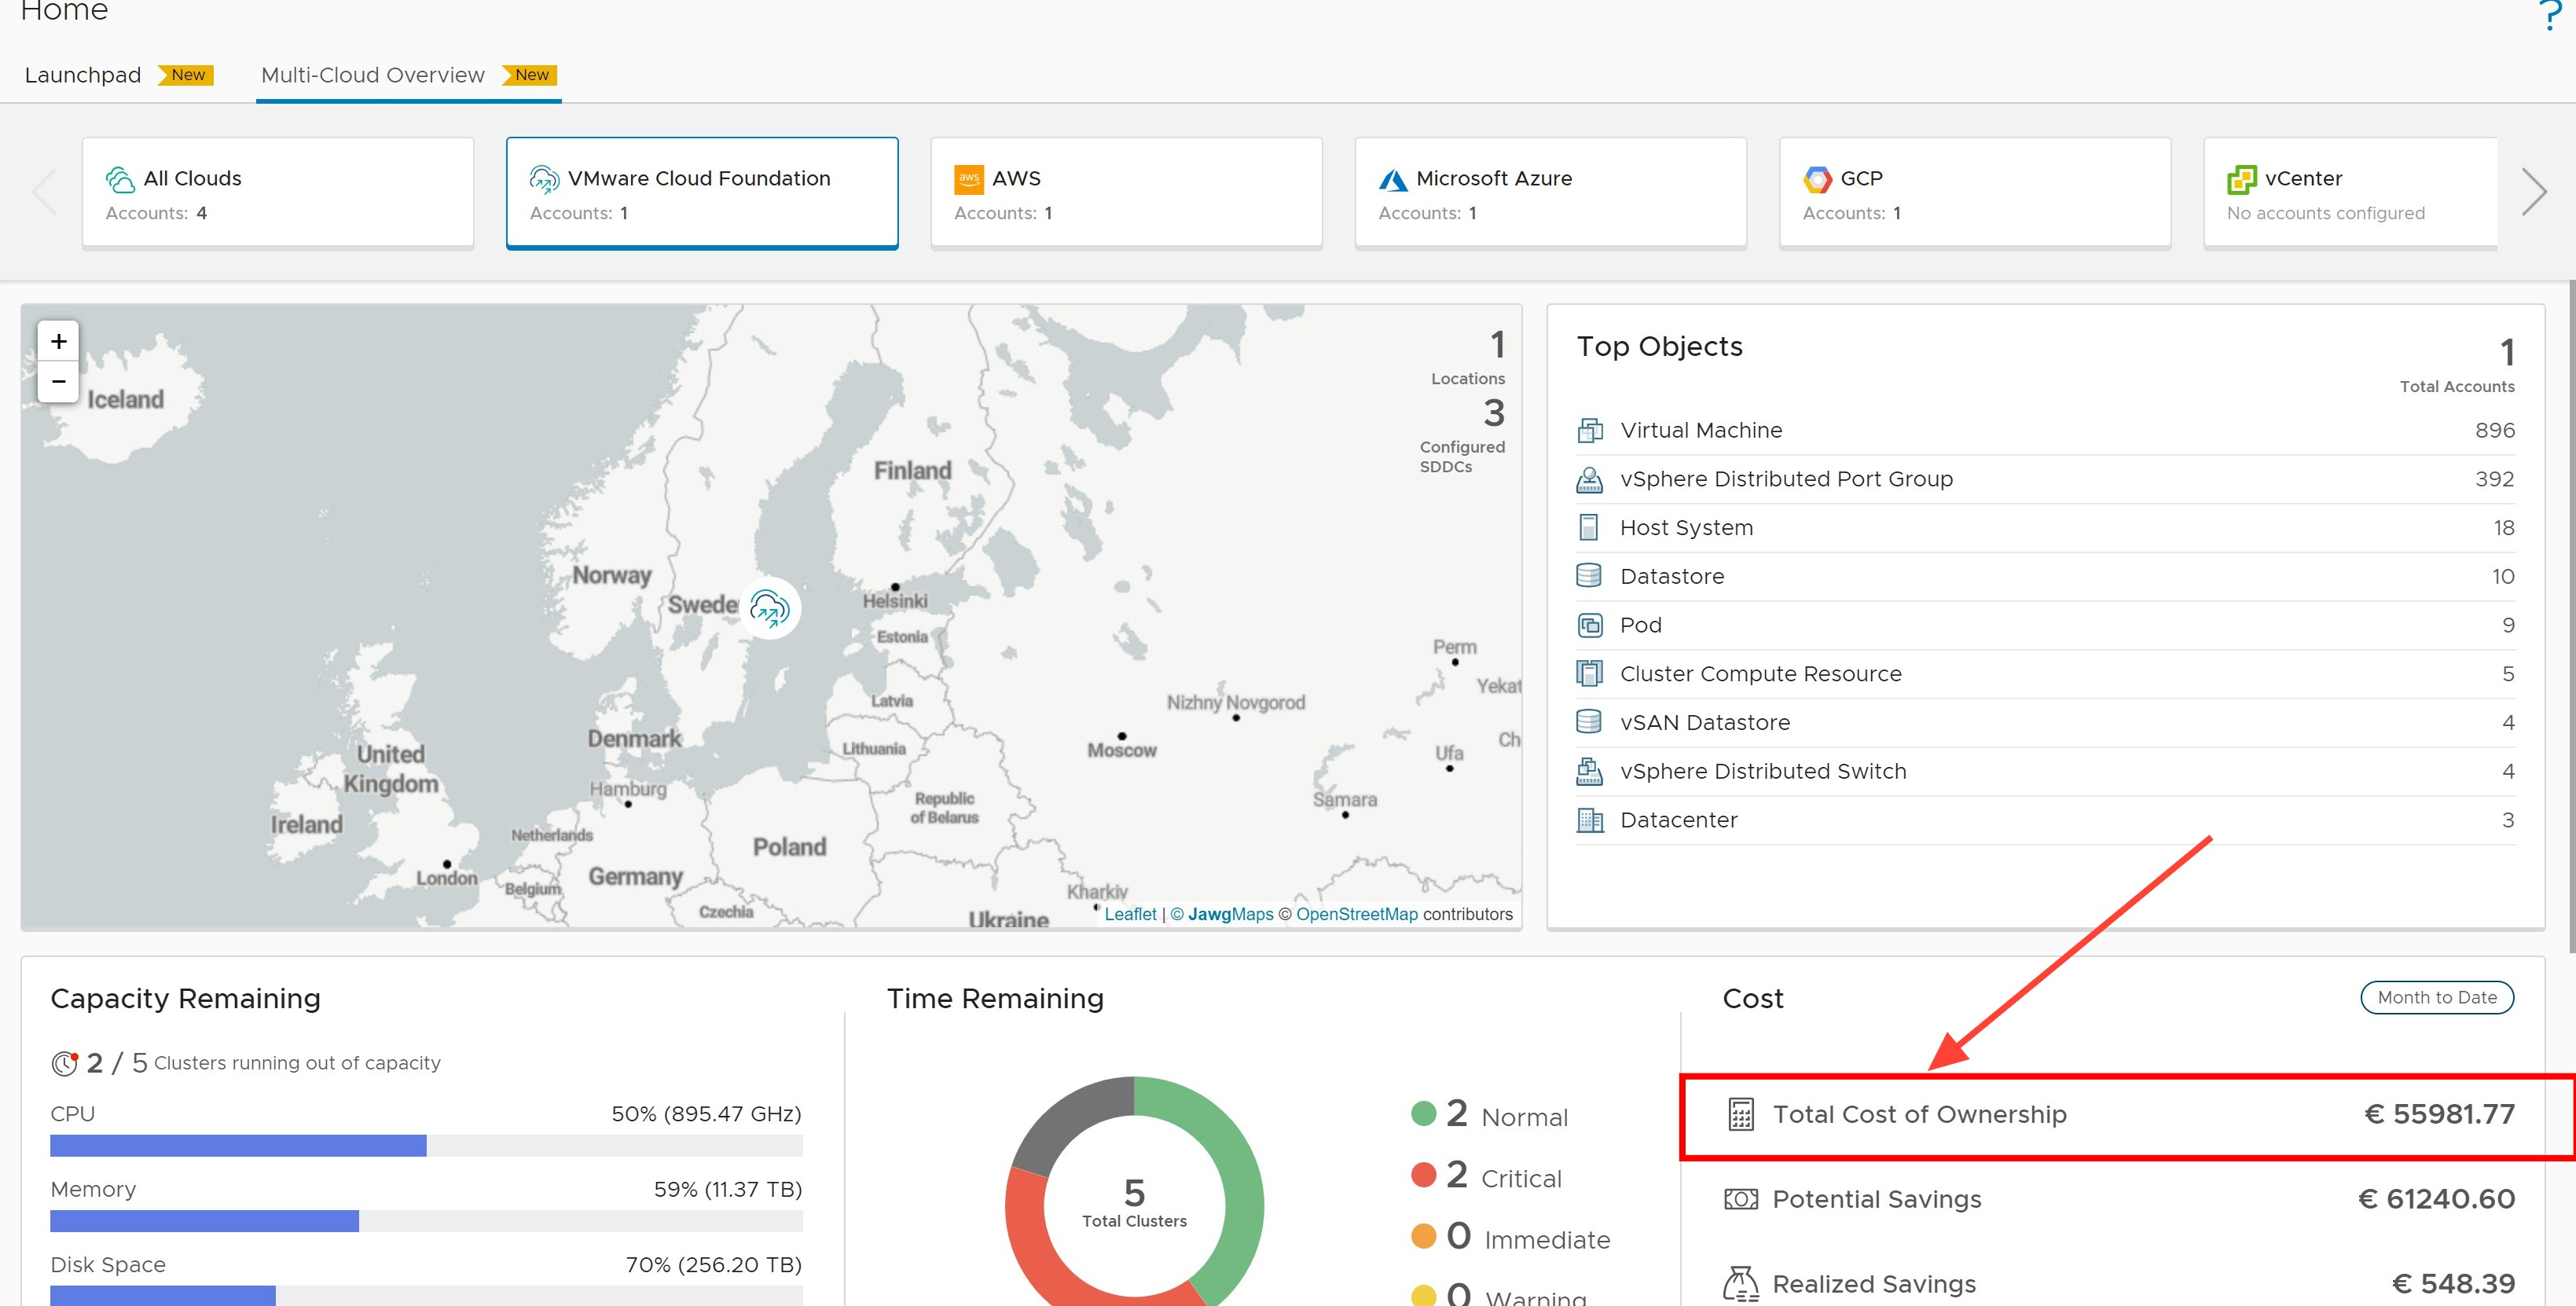 Home
?
Launchpad New Multi-Cloud Overview New
All Clouds
Accounts: 4
VMware Cloud Foundation
Accounts: 1
aws AWS
Accounts: 1
Microsoft Azure
Accounts: 1
GCP
Accounts: 1
vCenter
No accounts configured
+
−
1
Locations
3
Configured
SDDCs
Iceland
Finland
Norway
Swede
Helsinki
Estonia
Perm
Yekat
Latvia
Nizhny Novgorod
Denmark
Lithuania
Moscow
Ufa
Ch
United
Kingdom
Hamburg
Republic
of Belarus
Samara
Ireland
Netherlands
Poland
London
Belgium
Germany
Kharkiv
Czechia
Ukraine
Leaflet | © JawgMaps © OpenStreetMap contributors
Top Objects
1
Total Accounts
Virtual Machine 896
vSphere Distributed Port Group 392
Host System 18
Datastore 10
Pod 9
Cluster Compute Resource 5
vSAN Datastore 4
vSphere Distributed Switch 4
Datacenter 3
Capacity Remaining
2 / 5 Clusters running out of capacity
CPU 50% (895.47 GHz)
Memory 59% (11.37 TB)
Disk Space 70% (256.20 TB)
Time Remaining
5
Total Clusters
2 Normal
2 Critical
0 Immediate
0 Warning
Cost
Month to Date
Total Cost of Ownership € 55981.77
Potential Savings € 61240.60
Realized Savings € 548.39